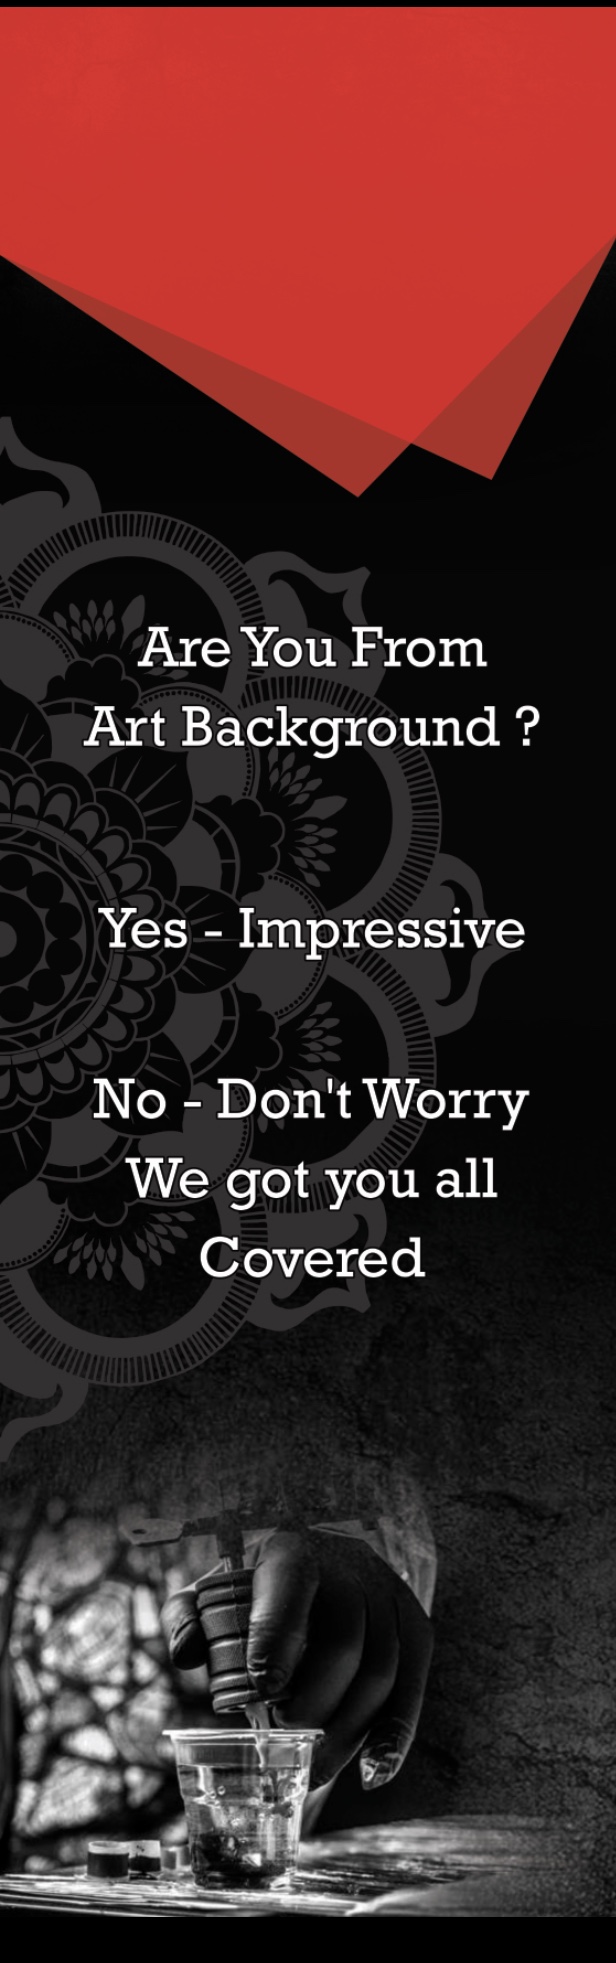 Are You From
Art Background ?
Yes - Impressive
No - Don't Worry
We got you all
Covered